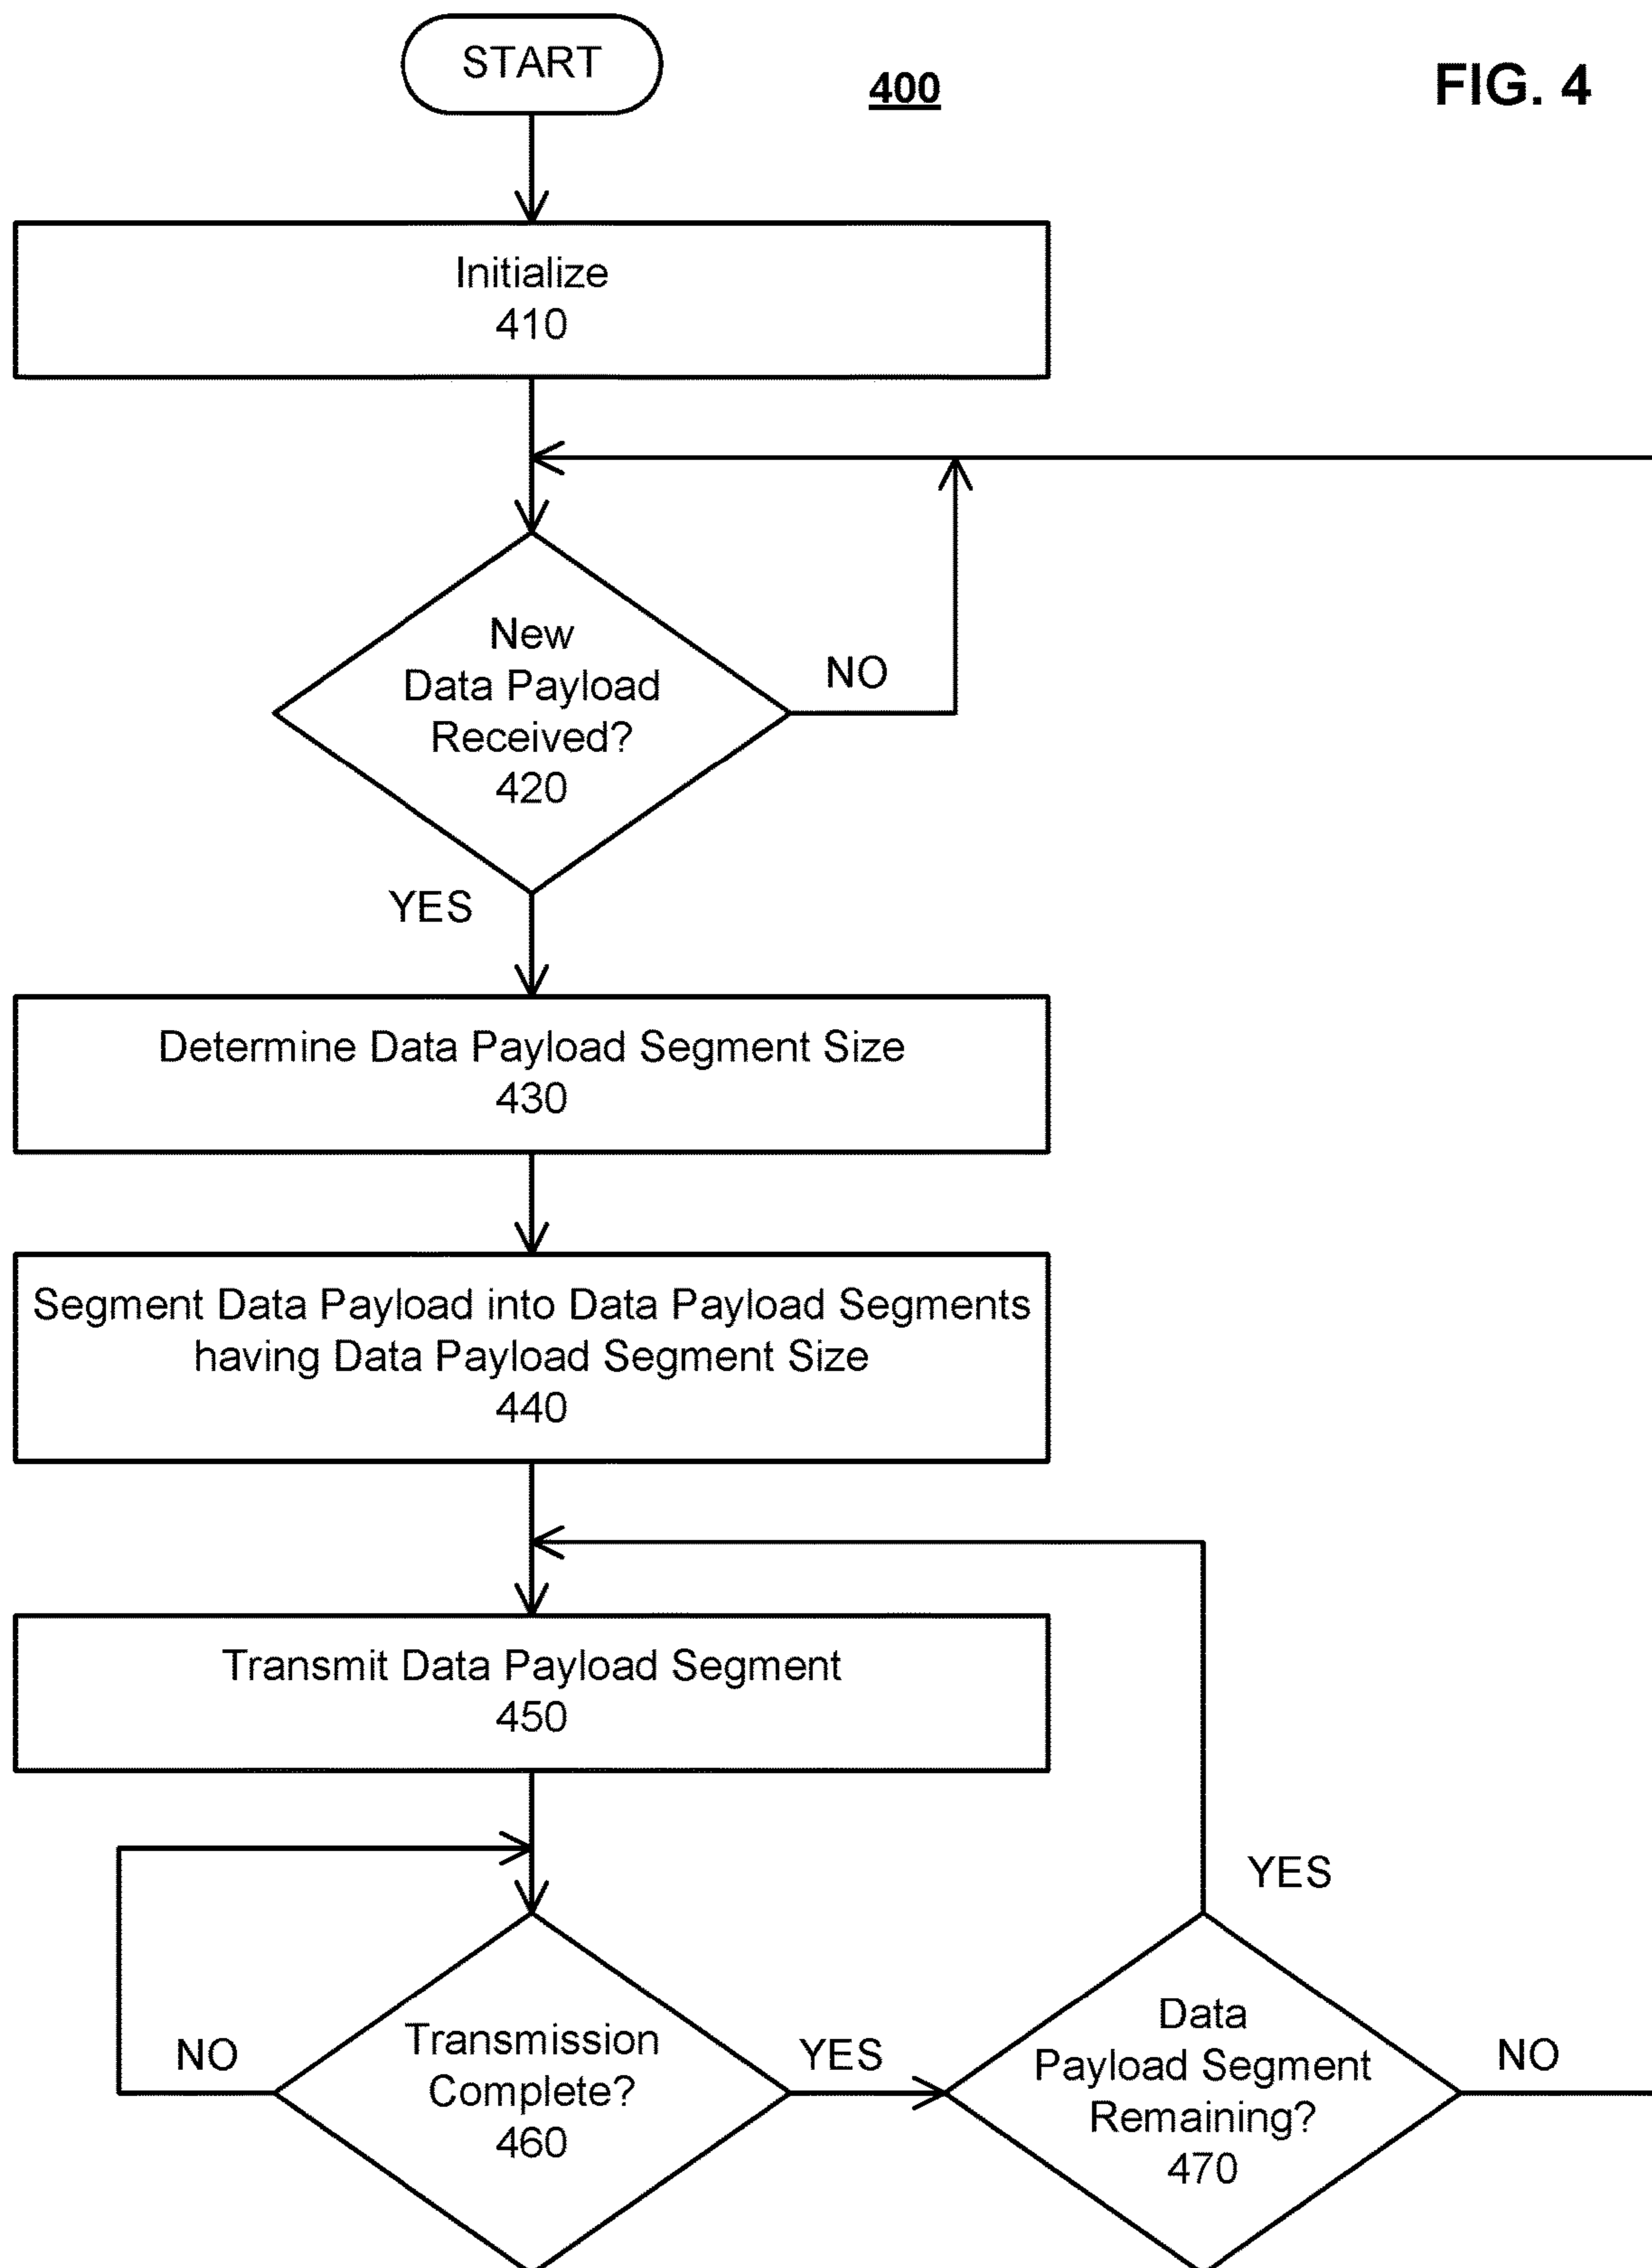 START
400
FIG. 4
Initialize
410
New
Data Payload
Received?
420
NO
YES
Determine Data Payload Segment Size
430
Segment Data Payload into Data Payload Segments
having Data Payload Segment Size
440
Transmit Data Payload Segment
450
NO
Transmission
Complete?
460
YES
YES
Data
Payload Segment
Remaining?
470
NO